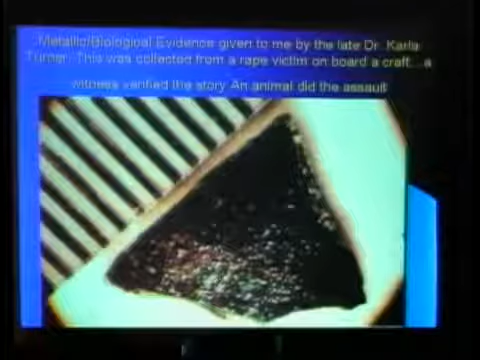 Metallic/Biological Evidence given to me by the late Dr. Karla
Turner. This was collected from a rape victim on board a craft...a
witness verified the story An animal did the assault